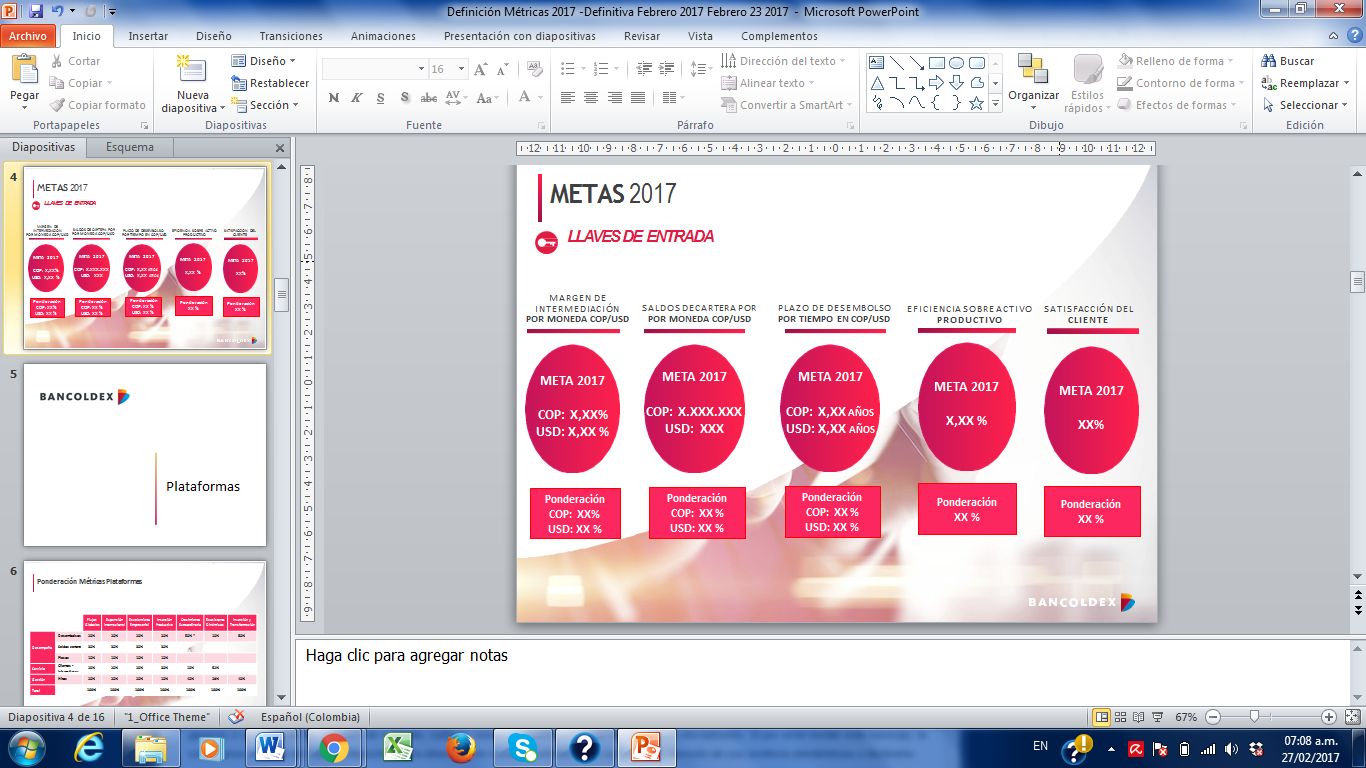 Definición Métricas 2017 -Definitiva Febrero 2017 Febrero 23 2017 - Microsoft PowerPoint
Archivo Inicio Insertar Diseño Transiciones Animaciones Presentación con diapositivas Revisar Vista Complementos
Pegar
Cortar
Copiar
Copiar formato
Portapapeles
Nueva
diapositiva
Diseño
Restablecer
Sección
Diapositivas
16
N K S S abc AV Aa A
Fuente
Dirección del texto
Alinear texto
Convertir a SmartArt
Párrafo
Organizar
Estilos
rápidos
Relleno de forma
Contorno de forma
Efectos de formas
Dibujo
Buscar
Reemplazar
Seleccionar
Edición
Diapositivas Esquema
4
METAS 2017
LLAVES DE ENTRADA
5
BANCOLDEX
Plataformas
6
Ponderación Métricas Plataformas
METAS 2017
LLAVES DE ENTRADA
MARGEN DE
INTERMEDIACIÓN
POR MONEDA COP/USD
META 2017
COP: X,XX%
USD: X,XX %
Ponderación
COP: XX%
USD: XX %
SALDOS DECARTERA POR
POR MONEDA COP/USD
META 2017
COP: X.XXX.XXX
USD: XXX
Ponderación
COP: XX %
USD: XX %
PLAZO DE DESEMBOLSO
POR TIEMPO EN COP/USD
META 2017
COP: X,XX AÑOS
USD: X,XX AÑOS
Ponderación
COP: XX %
USD: XX %
EFICIENCIA SOBRE ACTIVO
PRODUCTIVO
META 2017
X,XX %
Ponderación
XX %
SATISFACCIÓN DEL
CLIENTE
META 2017
XX%
Ponderación
XX %
BANCOLDEX
Haga clic para agregar notas
Diapositiva 4 de 16 "1_Office Theme" Español (Colombia) 67%
EN
07:08 a.m.
27/02/2017